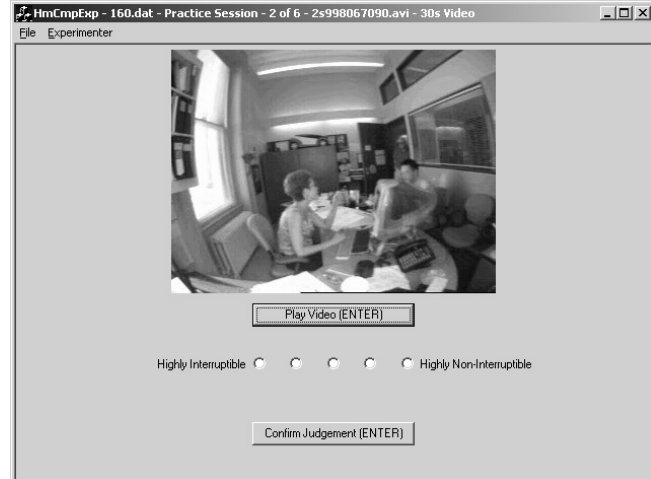 HmCmpExp - 160.dat - Practice Session - 2 of 6 - 2s998067090.avi - 30s Video
File Experimenter
Play Video (ENTER)
Highly Interruptible Highly Non-Interruptible
Confirm Judgement (ENTER)